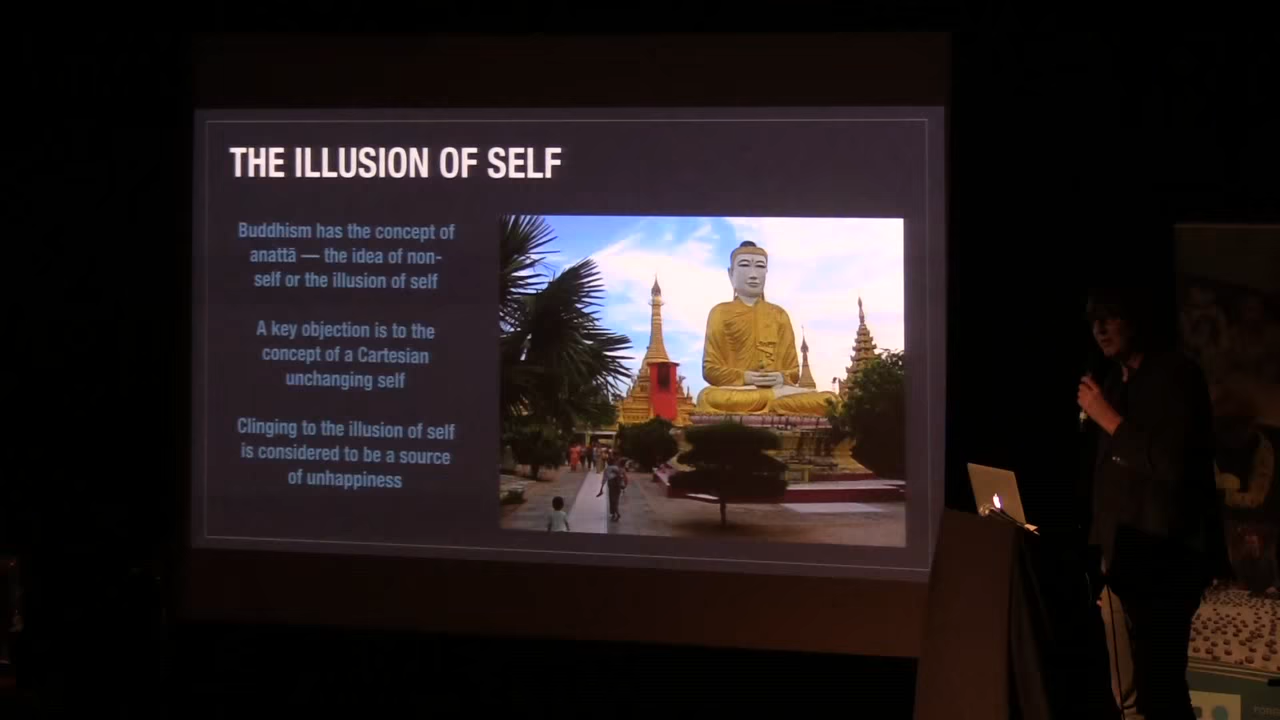 THE ILLUSION OF SELF
Buddhism has the concept of
anattā — the idea of non-
self or the illusion of self
A key objection is to the
concept of a Cartesian
unchanging self
Clinging to the illusion of self
is considered to be a source
of unhappiness